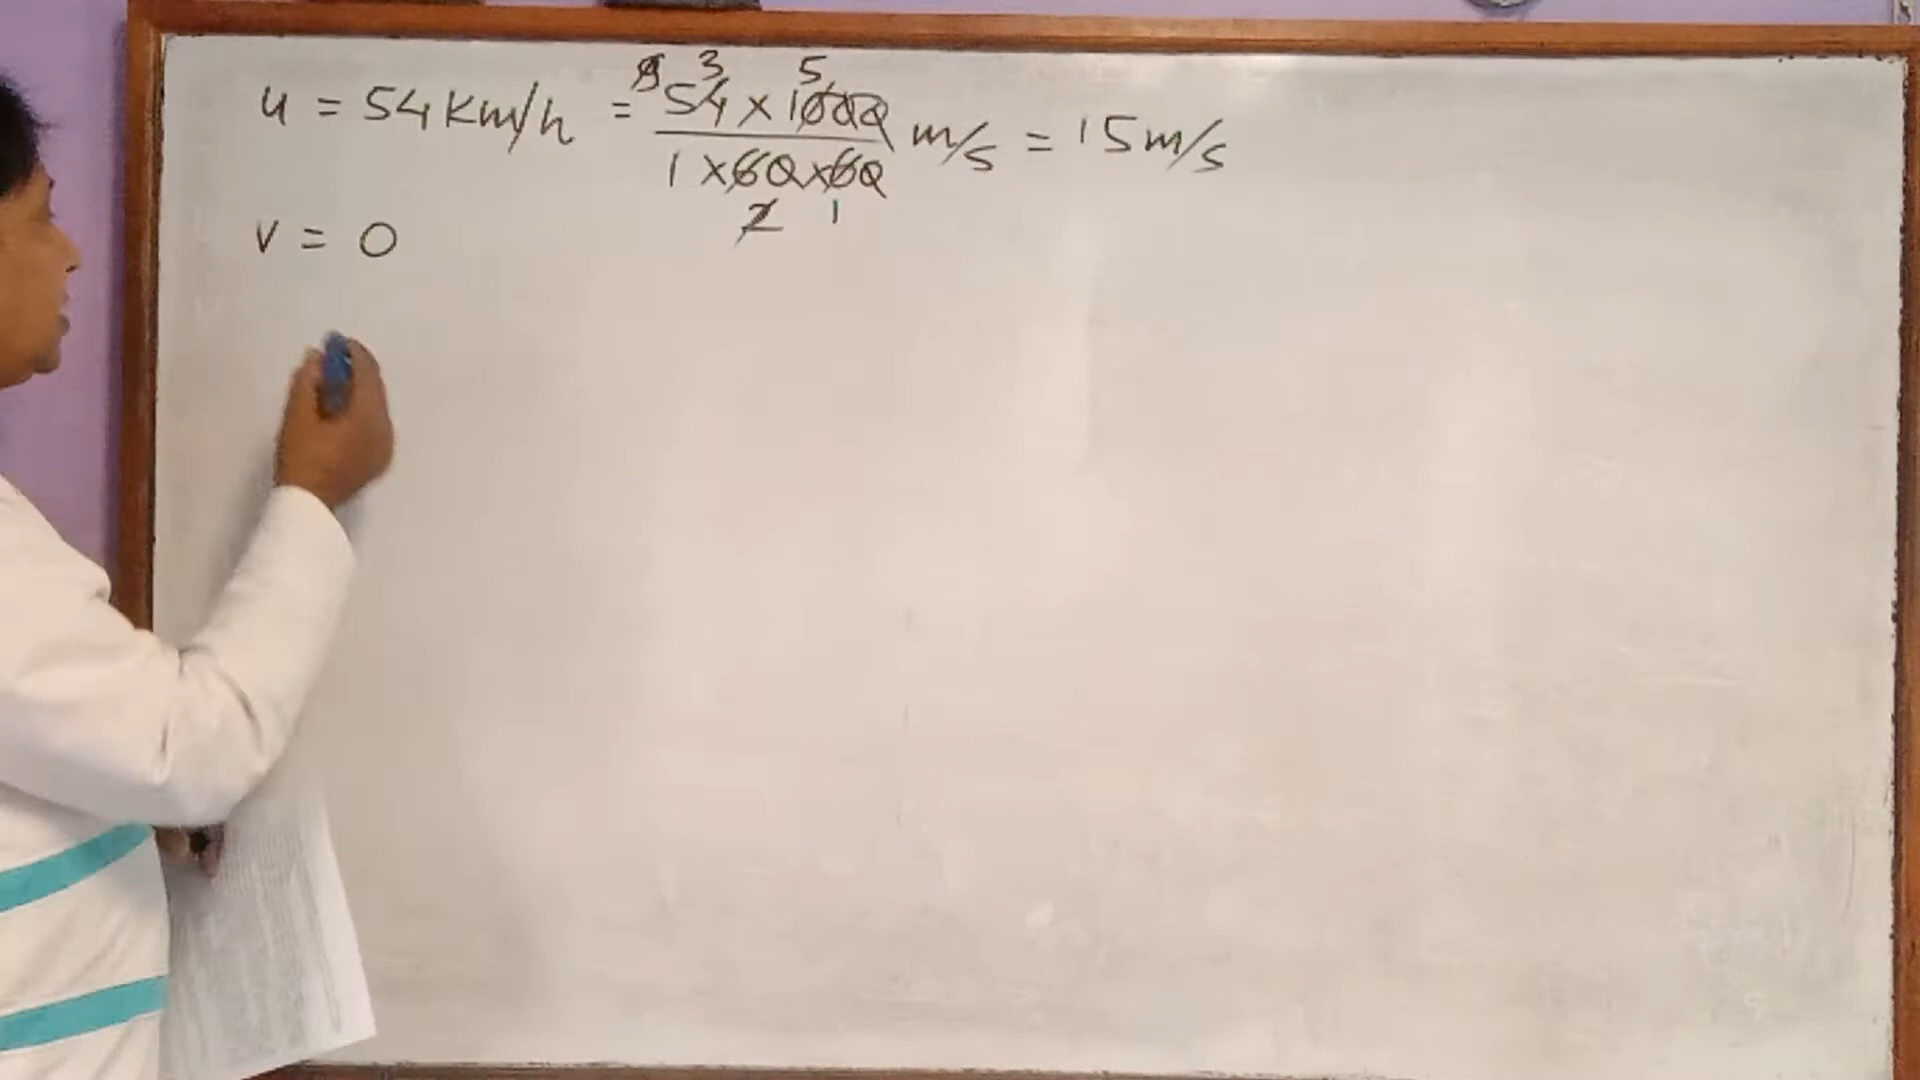 u = 54 Km/h = 54 x 1000 / 1 x 60 x 60 m/s = 15 m/s
v = 0